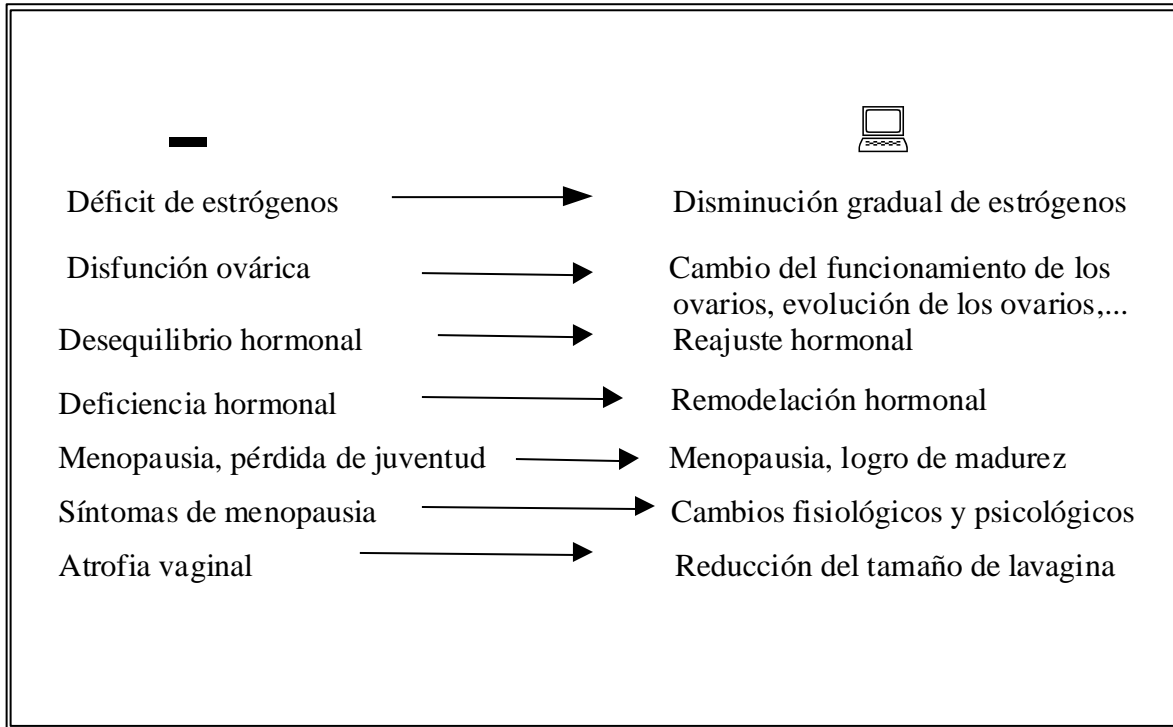 Déficit de estrógenos
Disminución gradual de estrógenos
Disfunción ovárica
Cambio del funcionamiento de los
ovarios, evolución de los ovarios,...
Desequilibrio hormonal
Reajuste hormonal
Deficiencia hormonal
Remodelación hormonal
Menopausia, pérdida de juventud
Menopausia, logro de madurez
Síntomas de menopausia
Cambios fisiológicos y psicológicos
Atrofia vaginal
Reducción del tamaño de lavagina